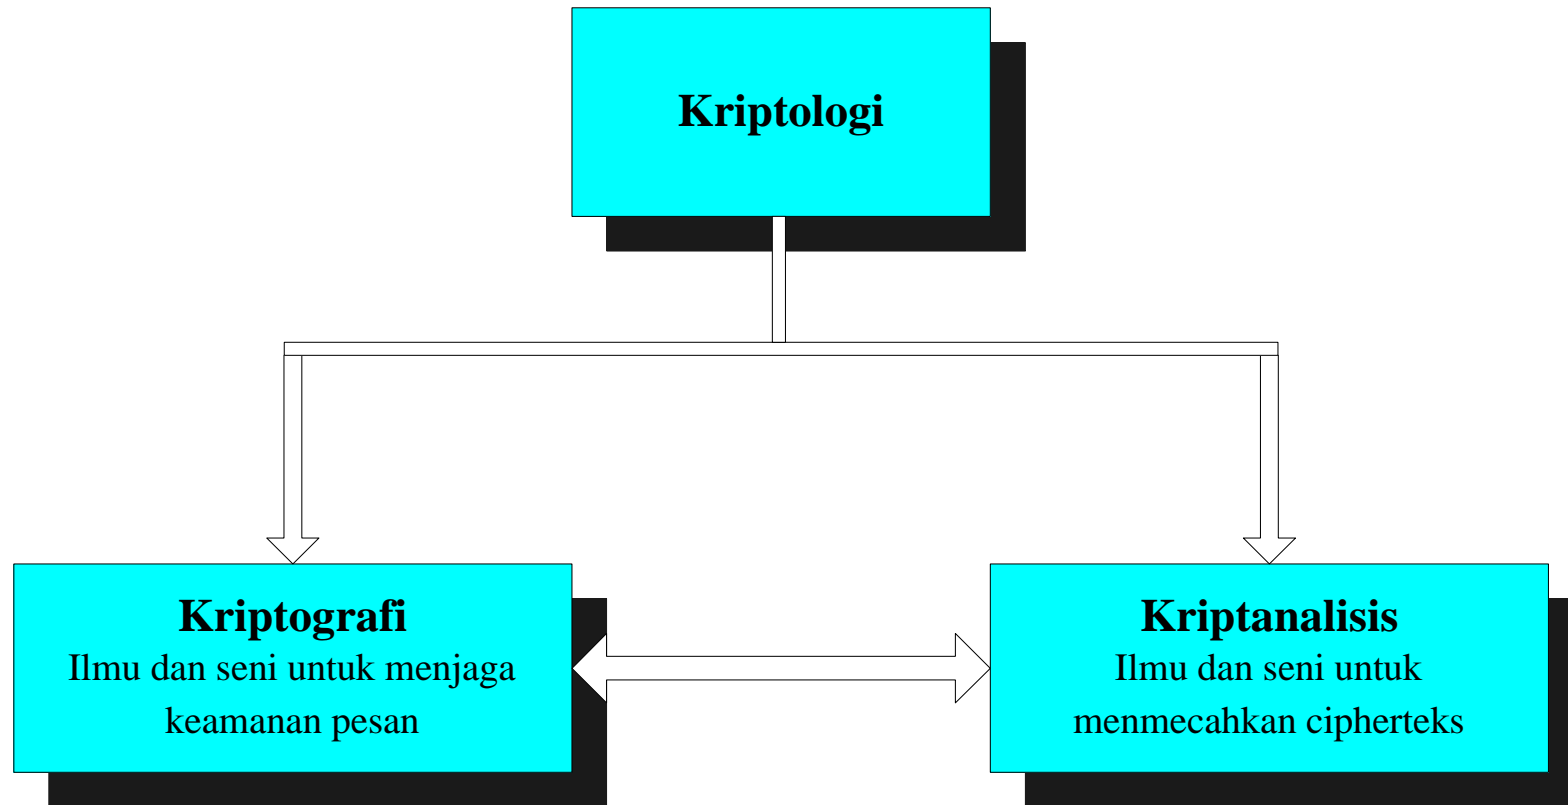 Kriptologi
Kriptografi
Ilmu dan seni untuk menjaga
keamanan pesan
Kriptanalisis
Ilmu dan seni untuk
menmecahkan cipherteks